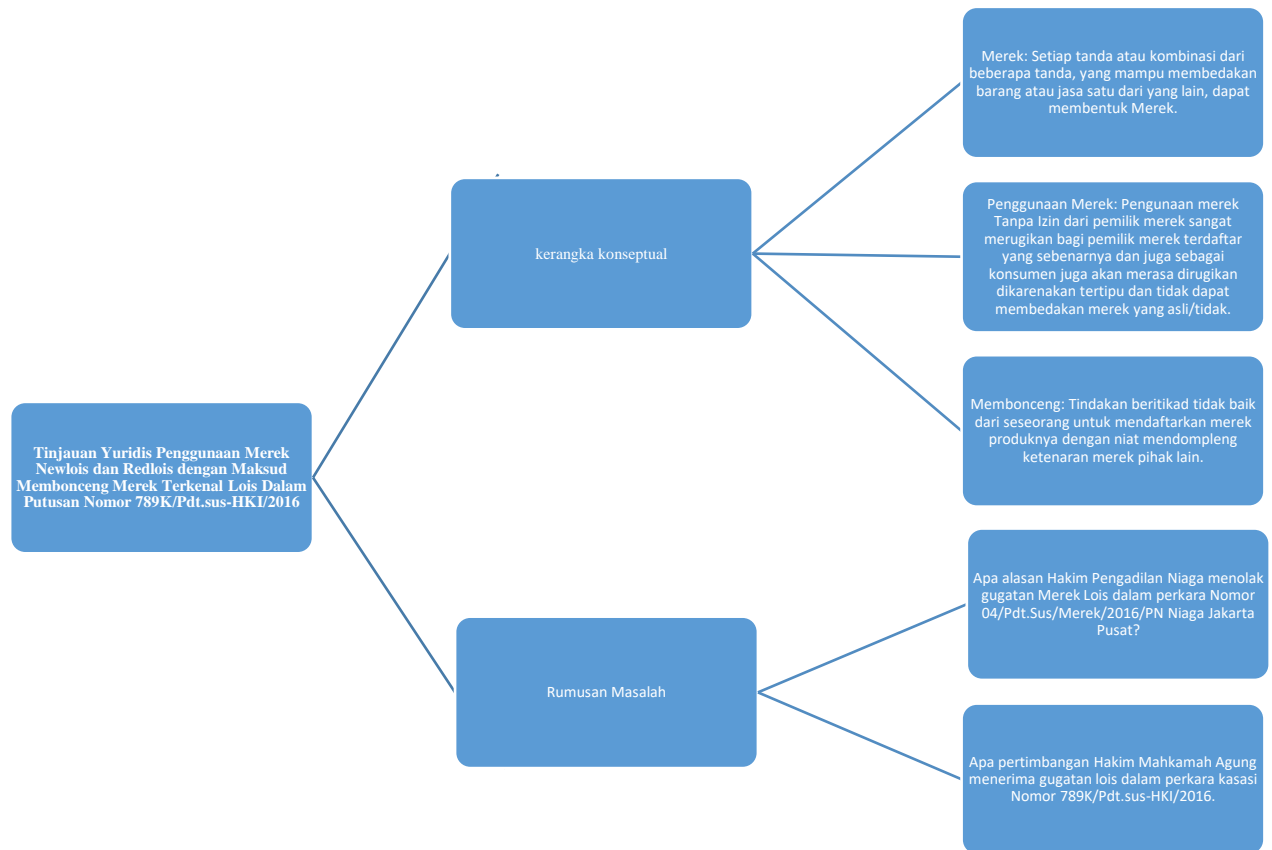 Tinjauan Yuridis Penggunaan Merek
Newlois dan Redlois dengan Maksud
Membonceng Merek Terkenal Lois Dalam
Putusan Nomor 789K/Pdt.sus-HKI/2016
kerangka konseptual
Merek: Setiap tanda atau kombinasi dari
beberapa tanda, yang mampu membedakan
barang atau jasa satu dari yang lain, dapat
membentuk Merek.
Penggunaan Merek: Pengunaan merek
Tanpa Izin dari pemilik merek sangat
merugikan bagi pemilik merek terdaftar
yang sebenarnya dan juga sebagai
konsumen juga akan merasa dirugikan
dikarenakan tertipu dan tidak dapat
membedakan merek yang asli/tidak.
Membonceng: Tindakan beritikad tidak baik
dari seseorang untuk mendaftarkan merek
produknya dengan niat mendompleng
ketenaran merek pihak lain.
Rumusan Masalah
Apa alasan Hakim Pengadilan Niaga menolak
gugatan Merek Lois dalam perkara Nomor
04/Pdt.Sus/Merek/2016/PN Niaga Jakarta
Pusat?
Apa pertimbangan Hakim Mahkamah Agung
menerima gugatan lois dalam perkara kasasi
Nomor 789K/Pdt.sus-HKI/2016.